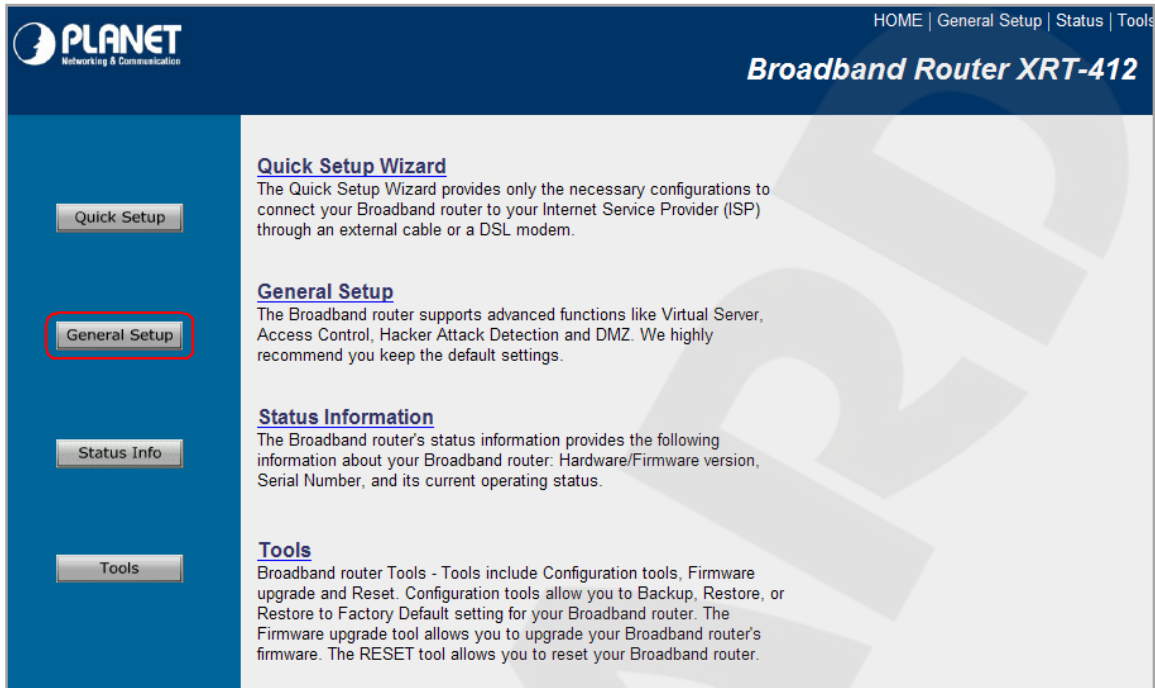 PLANET
Networking & Communication
HOME | General Setup | Status | Tools
Broadband Router XRT-412
Quick Setup
Quick Setup Wizard
The Quick Setup Wizard provides only the necessary configurations to
connect your Broadband router to your Internet Service Provider (ISP)
through an external cable or a DSL modem.
General Setup
General Setup
The Broadband router supports advanced functions like Virtual Server,
Access Control, Hacker Attack Detection and DMZ. We highly
recommend you keep the default settings.
Status Info
Status Information
The Broadband router's status information provides the following
information about your Broadband router: Hardware/Firmware version,
Serial Number, and its current operating status.
Tools
Tools
Broadband router Tools - Tools include Configuration tools, Firmware
upgrade and Reset. Configuration tools allow you to Backup, Restore, or
Restore to Factory Default setting for your Broadband router. The
Firmware upgrade tool allows you to upgrade your Broadband router's
firmware. The RESET tool allows you to reset your Broadband router.